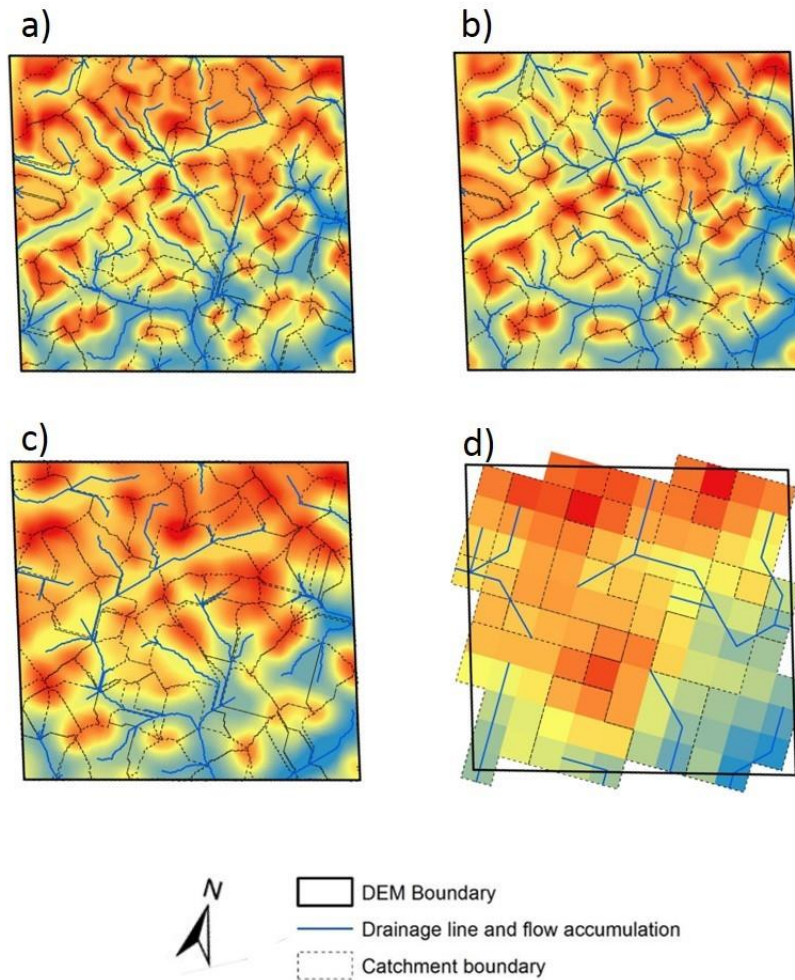 a)
b)
c)
d)
N
DEM Boundary
Drainage line and flow accumulation
Catchment boundary